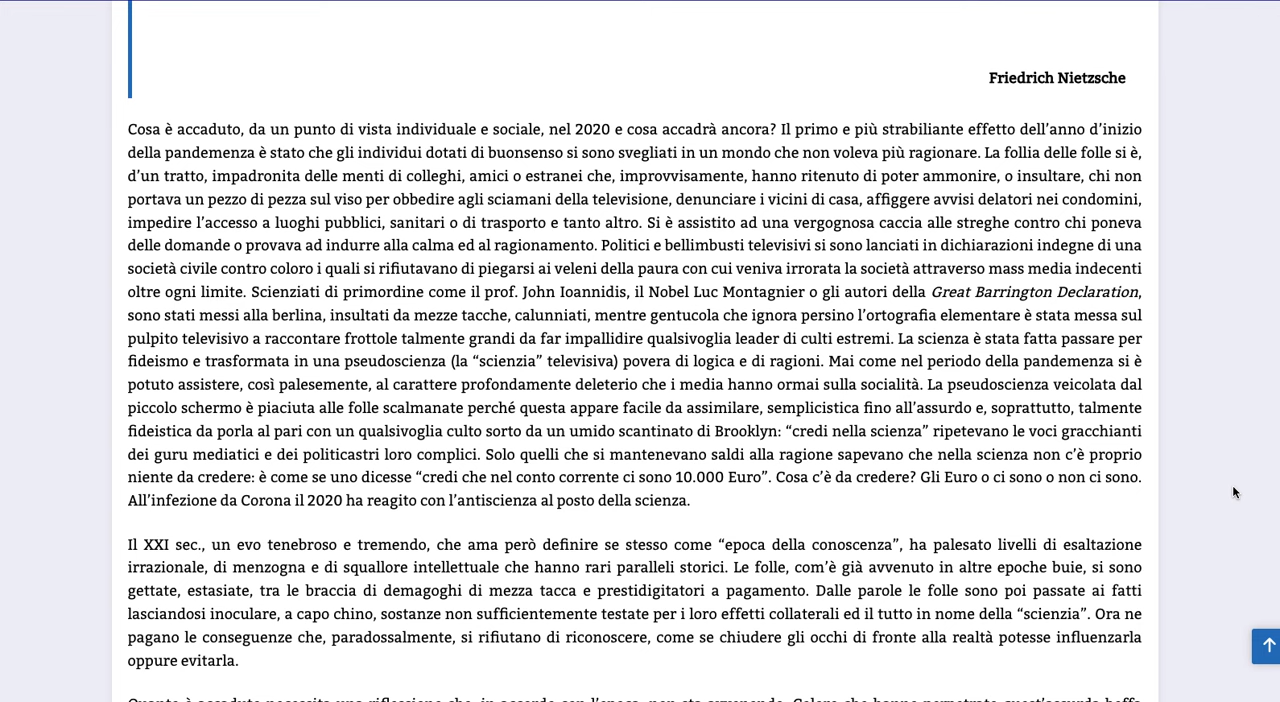 Friedrich Nietzsche
Cosa è accaduto, da un punto di vista individuale e sociale, nel 2020 e cosa accadrà ancora? Il primo e più strabiliante effetto dell’anno d’inizio
della pandemenza è stato che gli individui dotati di buonsenso si sono svegliati in un mondo che non voleva più ragionare. La follia delle folle si è,
d’un tratto, impadronita delle menti di colleghi, amici o estranei che, improvvisamente, hanno ritenuto di poter ammonire, o insultare, chi non
portava un pezzo di pezza sul viso per obbedire agli sciamani della televisione, denunciare i vicini di casa, affiggere avvisi delatori nei condomini,
impedire l’accesso a luoghi pubblici, sanitari o di trasporto e tanto altro. Si è assistito ad una vergognosa caccia alle streghe contro chi poneva
delle domande o provava ad indurre alla calma ed al ragionamento. Politici e bellimbusti televisivi si sono lanciati in dichiarazioni indegne di una
società civile contro coloro i quali si rifiutavano di piegarsi ai veleni della paura con cui veniva irrorata la società attraverso mass media indecenti
oltre ogni limite. Scienziati di primordine come il prof. John Ioannidis, il Nobel Luc Montagnier o gli autori della Great Barrington Declaration,
sono stati messi alla berlina, insultati da mezze tacche, calunniati, mentre gentucola che ignora persino l’ortografia elementare è stata messa sul
pulpito televisivo a raccontare frottole talmente grandi da far impallidire qualsivoglia leader di culti estremi. La scienza è stata fatta passare per
fideismo e trasformata in una pseudoscienza (la “scienzia” televisiva) povera di logica e di ragioni. Mai come nel periodo della pandemenza si è
potuto assistere, così palesemente, al carattere profondamente deleterio che i media hanno ormai sulla socialità. La pseudoscienza veicolata dal
piccolo schermo è piaciuta alle folle scalmanate perché questa appare facile da assimilare, semplicistica fino all’assurdo e, soprattutto, talmente
fideistica da porla al pari con un qualsivoglia culto sorto da un umido scantinato di Brooklyn: “credi nella scienza” ripetevano le voci gracchianti
dei guru mediatici e dei politicastri loro complici. Solo quelli che si mantenevano saldi alla ragione sapevano che nella scienza non c’è proprio
niente da credere: è come se uno dicesse “credi che nel conto corrente ci sono 10.000 Euro”. Cosa c’è da credere? Gli Euro o ci sono o non ci sono.
All’infezione da Corona il 2020 ha reagito con l’antiscienza al posto della scienza.
Il XXI sec., un evo tenebroso e tremendo, che ama però definire se stesso come “epoca della conoscenza”, ha palesato livelli di esaltazione
irrazionale, di menzogna e di squallore intellettuale che hanno rari paralleli storici. Le folle, com’è già avvenuto in altre epoche buie, si sono
gettate, estasiate, tra le braccia di demagoghi di mezza tacca e prestidigitatori a pagamento. Dalle parole le folle sono poi passate ai fatti
lasciandosi inoculare, a capo chino, sostanze non sufficientemente testate per i loro effetti collaterali ed il tutto in nome della “scienzia”. Ora ne
pagano le conseguenze che, paradossalmente, si rifiutano di riconoscere, come se chiudere gli occhi di fronte alla realtà potesse influenzarla
oppure evitarla.